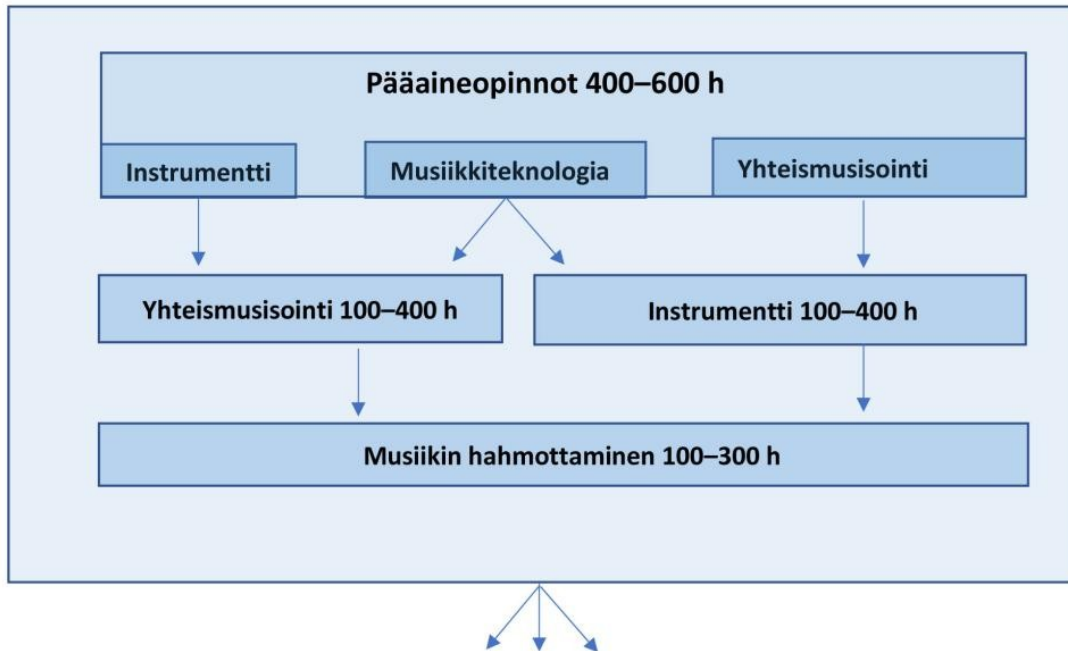 Pääaineopinnot 400–600 h
Instrumentti
Musiikkiteknologia
Yhteismusisointi
Yhteismusisointi 100–400 h
Instrumentti 100–400 h
Musiikin hahmottaminen 100–300 h